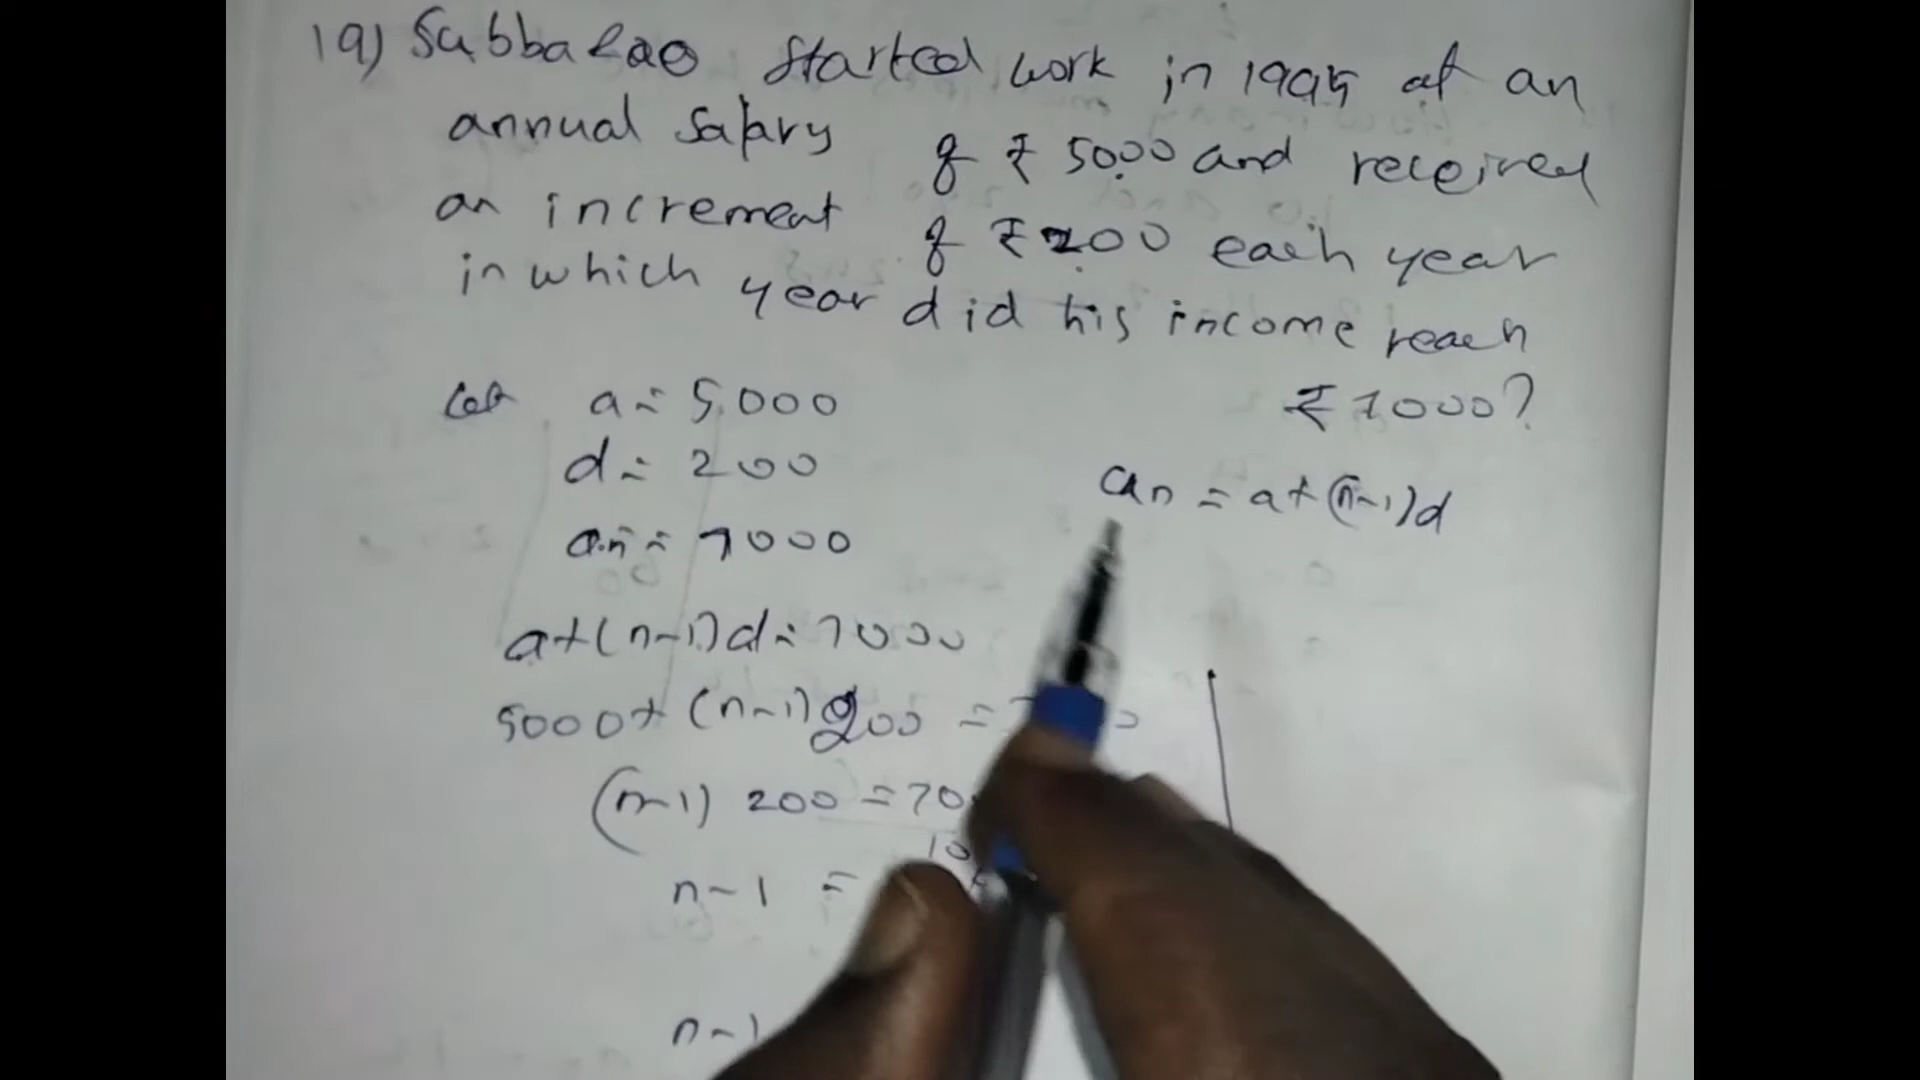 19) Subbarao started work in 1995 at an
annual salary of ₹ 5000 and received
an increment of ₹ 200 each year
in which year did his income reach
₹ 7000?
Let a = 5000
d = 200
an = 7000
an = a+(n-1)d
a+(n-1)d = 7000
5000+ (n-1)200 =
(n-1) 200 = 70
10
n-1 =
n-1